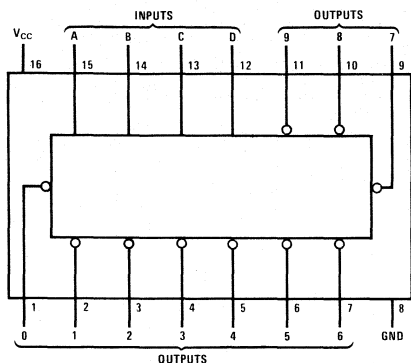 INPUTS OUTPUTS
VCC A B C D 9 8 7
16 15 14 13 12 11 10 9
1 2 3 4 5 6 7 8
0 1 2 3 4 5 6 GND
OUTPUTS